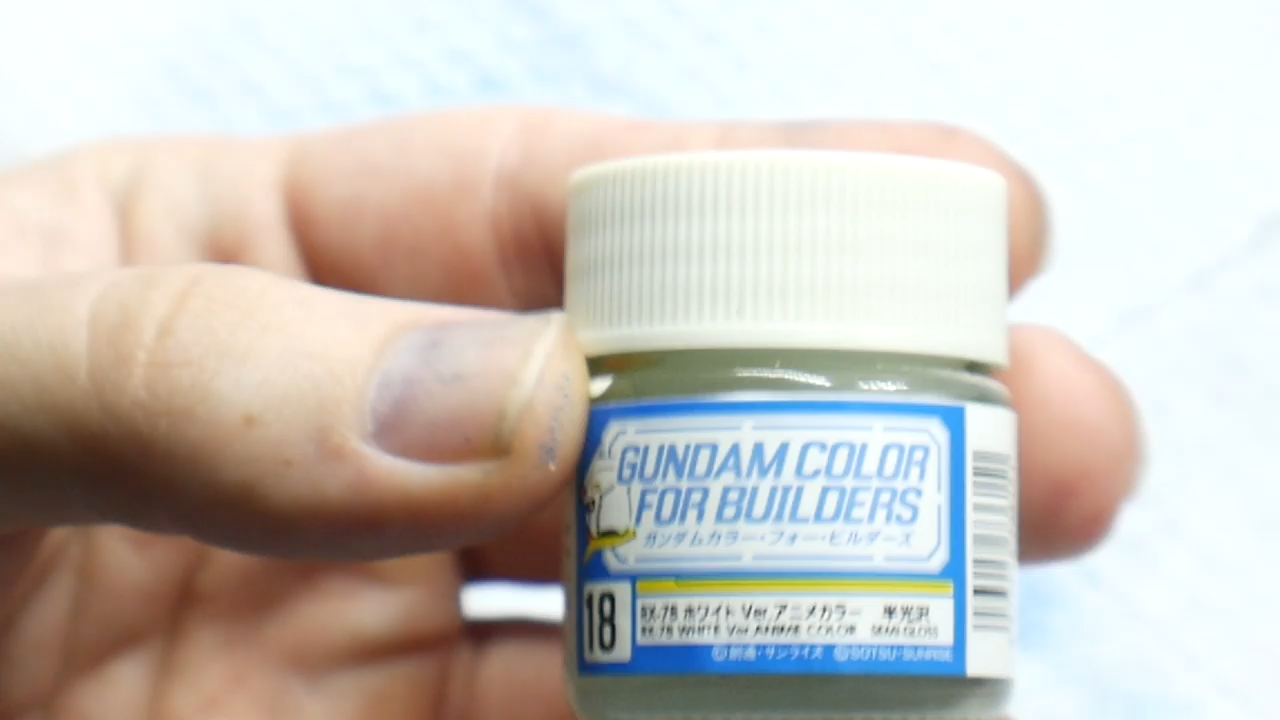 GUNDAM COLOR
FOR BUILDERS
ガンダムカラー・フォー・ビルダーズ
18
RX-78 ホワイト Ver.アニメカラー 半光沢
RX-78 WHITE Ver.ANIME COLOR SEMI-GLOSS
©創通・サンライズ ©SOTSU・SUNRISE